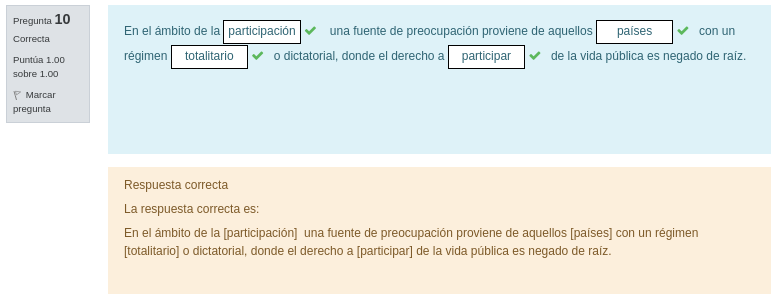 Pregunta 10
Correcta
Puntúa 1.00
sobre 1.00
Marcar
pregunta
En el ámbito de la participación una fuente de preocupación proviene de aquellos países con un
régimen totalitario o dictatorial, donde el derecho a participar de la vida pública es negado de raíz.
Respuesta correcta
La respuesta correcta es:
En el ámbito de la [participación] una fuente de preocupación proviene de aquellos [países] con un régimen
[totalitario] o dictatorial, donde el derecho a [participar] de la vida pública es negado de raíz.